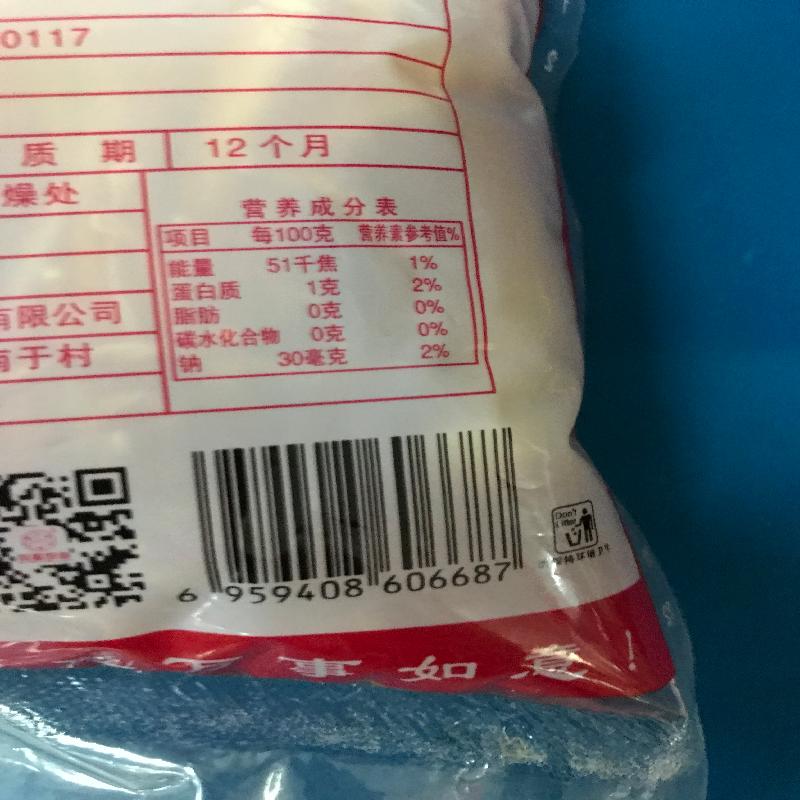 0117
质 期 12个月
燥处
营养成分表
项目 每100克 营养素参考值%
能量 51千焦 1%
蛋白质 1克 2%
脂肪 0克 0%
碳水化合物 0克 0%
钠 30毫克 2%
有限公司
于村
6 959408 606687
Don't
litter
如意!